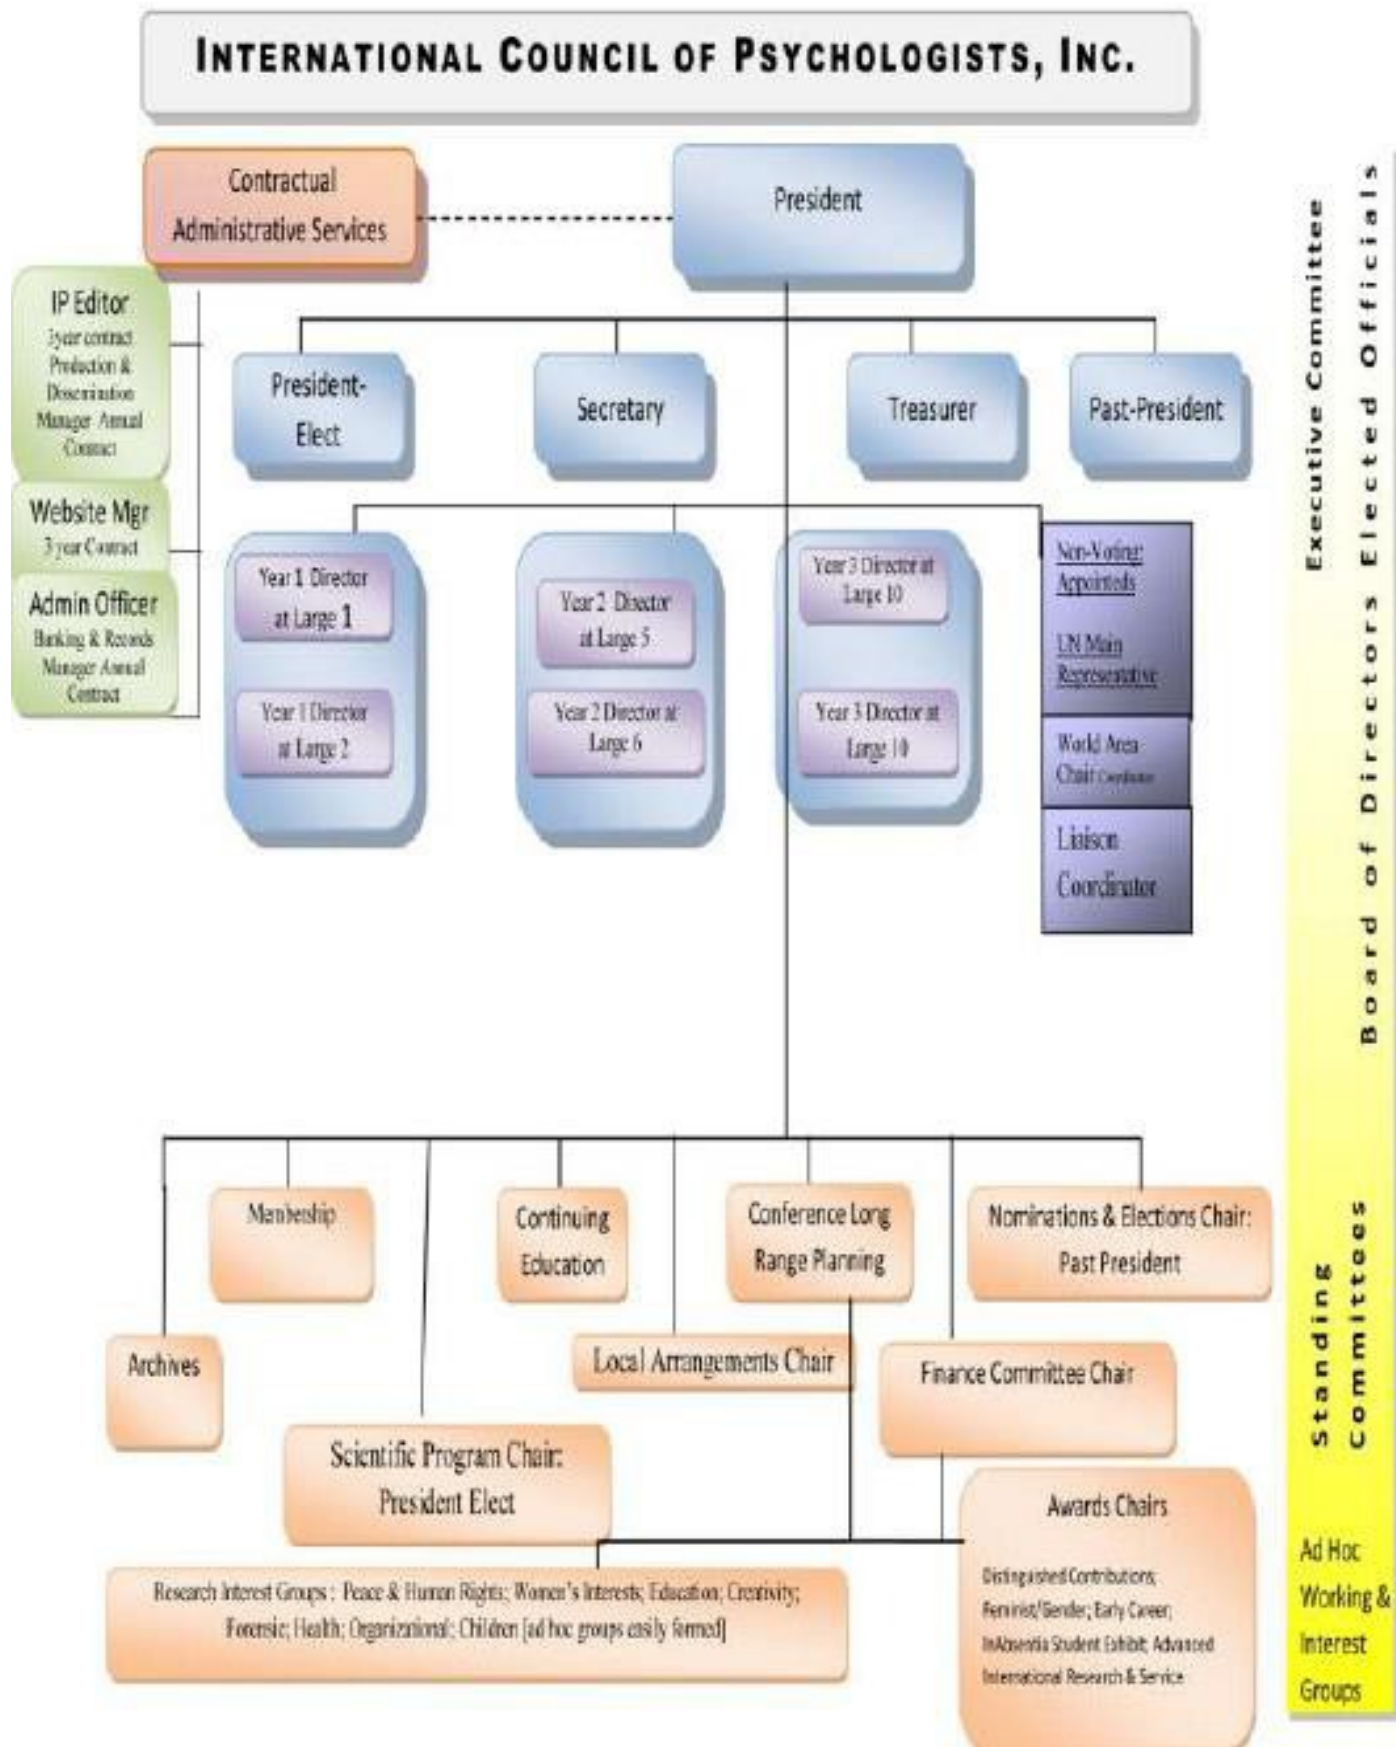 INTERNATIONAL COUNCIL OF PSYCHOLOGISTS, INC.
Contractual
Administrative Services
President
IP Editor
3year contract
Production &
Dissemination
Manager Annual
Contract
Website Mgr
3 year Contract
Admin Officer
Banking & Records
Manager Annual
Contract
President-
Elect
Secretary
Treasurer
Past-President
Year 1 Director
at Large 1
Year 1 Director
at Large 2
Year 2 Director
at Large 5
Year 2 Director at
Large 6
Year 3 Director at
Large 10
Year 3 Director at
Large 10
Non-Voting:
Appointeds
UN Main
Representative
World Area
Chair Coordinator
Liaison
Coordinator
Executive Committee
Board of Directors Elected Officials
Membership
Continuing
Education
Conference Long
Range Planning
Nominations & Elections Chair:
Past President
Archives
Local Arrangements Chair
Finance Committee Chair
Scientific Program Chair:
President Elect
Standing
Committees
Awards Chairs
Distinguished Contributions;
Feminist/Gender; Early Career;
InAbsentia Student Exhibit; Advanced
International Research & Service
Research Interest Groups : Peace & Human Rights; Women's Interests; Education; Creativity;
Forensic; Health; Organizational; Children [ad hoc groups easily formed]
Ad Hoc
Working &
Interest
Groups